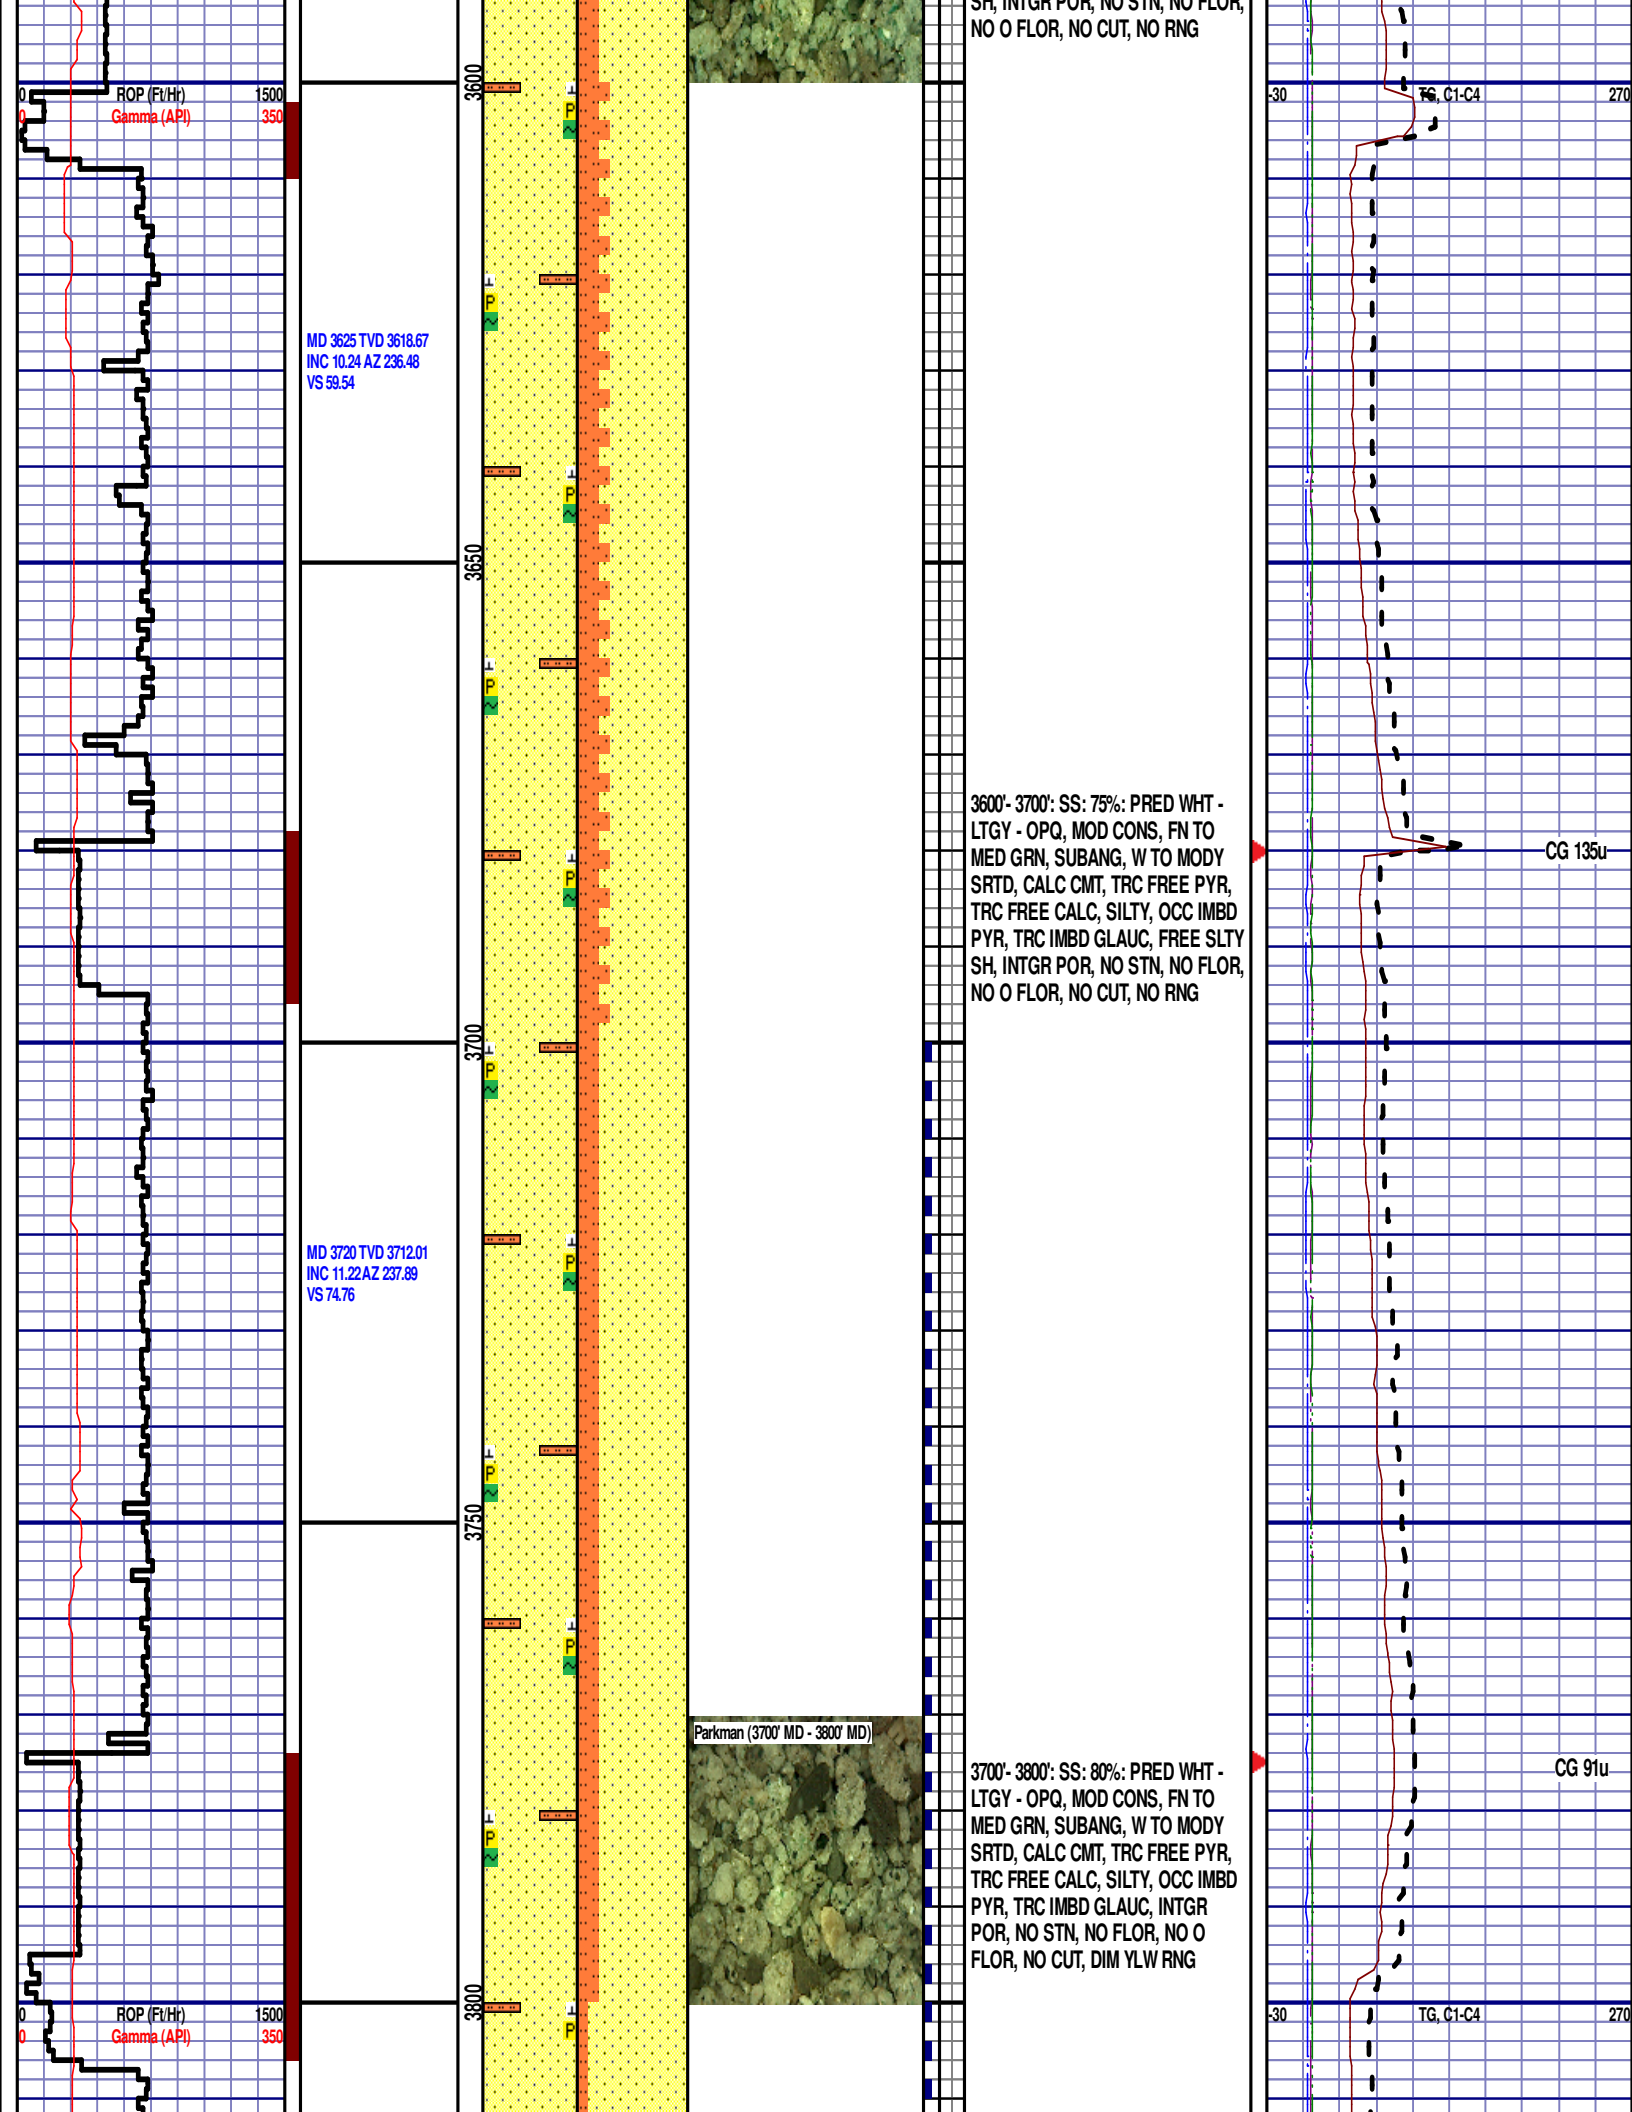 SH, INTGR POR, NO STN, NO FLOR,
NO O FLOR, NO CUT, NO RNG
3600
0 ROP (Ft/Hr) 1500
0 Gamma (API) 350
-30 TG, C1-C4 270
P
P
MD 3625 TVD 3618.67
INC 10.24 AZ 236.48
VS 59.54
P
3650
P
3600'- 3700': SS: 75%: PRED WHT -
LTGY - OPQ, MOD CONS, FN TO
MED GRN, SUBANG, W TO MODY
SRTD, CALC CMT, TRC FREE PYR,
TRC FREE CALC, SILTY, OCC IMBD
PYR, TRC IMBD GLAUC, FREE SLTY
SH, INTGR POR, NO STN, NO FLOR,
NO O FLOR, NO CUT, NO RNG
CG 135u
P
3700
P
MD 3720 TVD 3712.01
INC 11.22 AZ 237.89
VS 74.76
P
P
3750
P
Parkman (3700' MD - 3800' MD)
3700'- 3800': SS: 80%: PRED WHT -
LTGY - OPQ, MOD CONS, FN TO
MED GRN, SUBANG, W TO MODY
SRTD, CALC CMT, TRC FREE PYR,
TRC FREE CALC, SILTY, OCC IMBD
PYR, TRC IMBD GLAUC, INTGR
POR, NO STN, NO FLOR, NO O
FLOR, NO CUT, DIM YLW RNG
CG 91u
P
3800
0 ROP (Ft/Hr) 1500
0 Gamma (API) 350
-30 TG, C1-C4 270
P